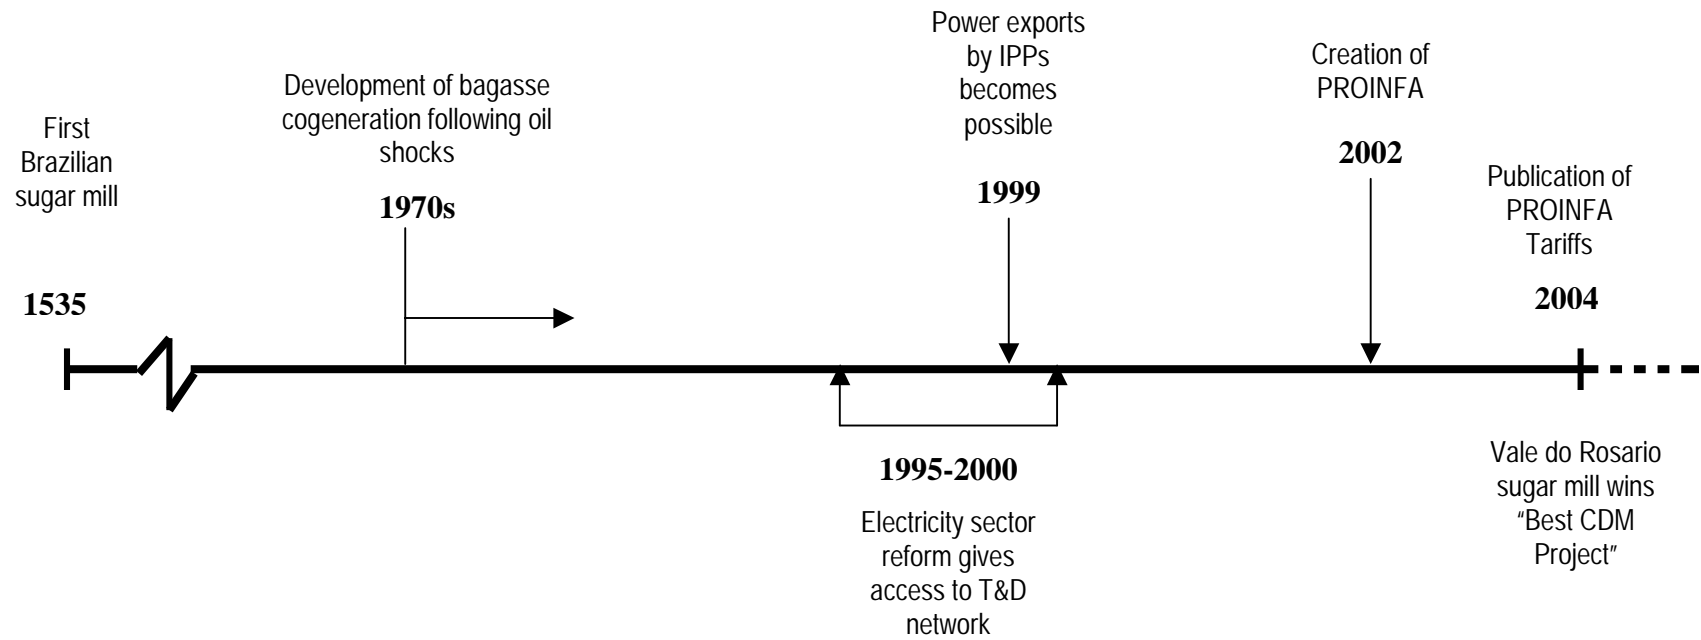 First
Brazilian
sugar mill
1535
Development of bagasse
cogeneration following oil
shocks
1970s
Power exports
by IPPs
becomes
possible
1999
Creation of
PROINFA
2002
Publication of
PROINFA
Tariffs
2004
1995-2000
Electricity sector
reform gives
access to T&D
network
Vale do Rosario
sugar mill wins
“Best CDM
Project”